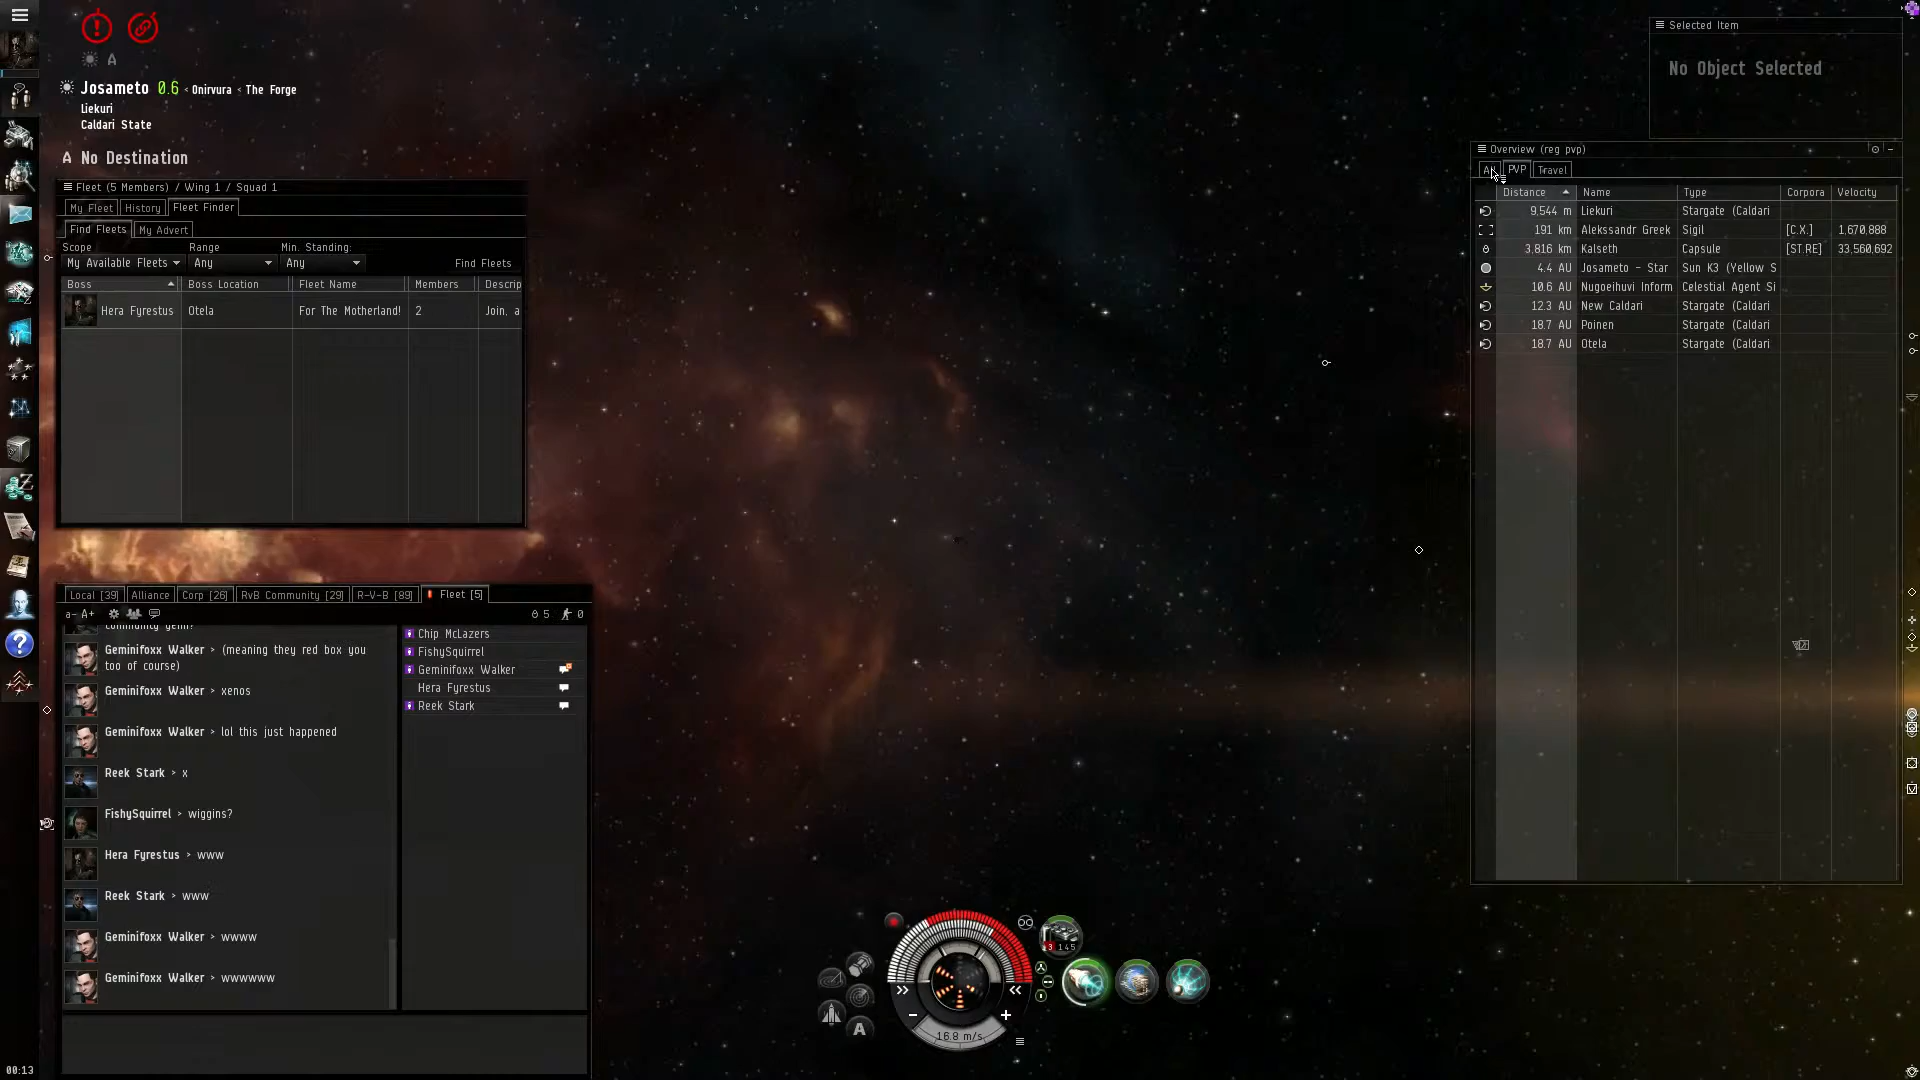 Josameto 0.6 < Onirvura < The Forge
Liekuri
Caldari State
A No Destination
Fleet (5 Members) / Wing 1 / Squad 1
My Fleet History Fleet Finder
Find Fleets My Advert
Scope Range Min. Standing:
My Available Fleets Any Any Find Fleets
Boss Boss Location Fleet Name Members Descrip
Hera Fyrestus Otela For The Motherland! 2 Join, a
Local [39] Alliance Corp [26] RvB Community [29] R-V-B [89] Fleet [5]
a- A+ 5 0
Geminifoxx Walker > (meaning they red box you
too of course)
Geminifoxx Walker > xenos
Geminifoxx Walker > lol this just happened
Reek Stark > x
FishySquirrel > wiggins?
Hera Fyrestus > www
Reek Stark > www
Geminifoxx Walker > wwww
Geminifoxx Walker > wwwwww
Chip McLazers
FishySquirrel
Geminifoxx Walker
Hera Fyrestus
Reek Stark
00:13
3 145
A
16.8 m/s
Selected Item
No Object Selected
Overview (reg pvp)
PVP Travel
Distance Name Type Corpora Velocity
9,544 m Liekuri Stargate (Caldari
191 km Alekssandr Greek Sigil [C.X.] 1,670,888
3,816 km Kalseth Capsule [ST.RE] 33,560,692
4.4 AU Josameto - Star Sun K3 (Yellow S
10.6 AU Nugoeihuvi Inform Celestial Agent Si
12.3 AU New Caldari Stargate (Caldari
18.7 AU Poinen Stargate (Caldari
18.7 AU Otela Stargate (Caldari